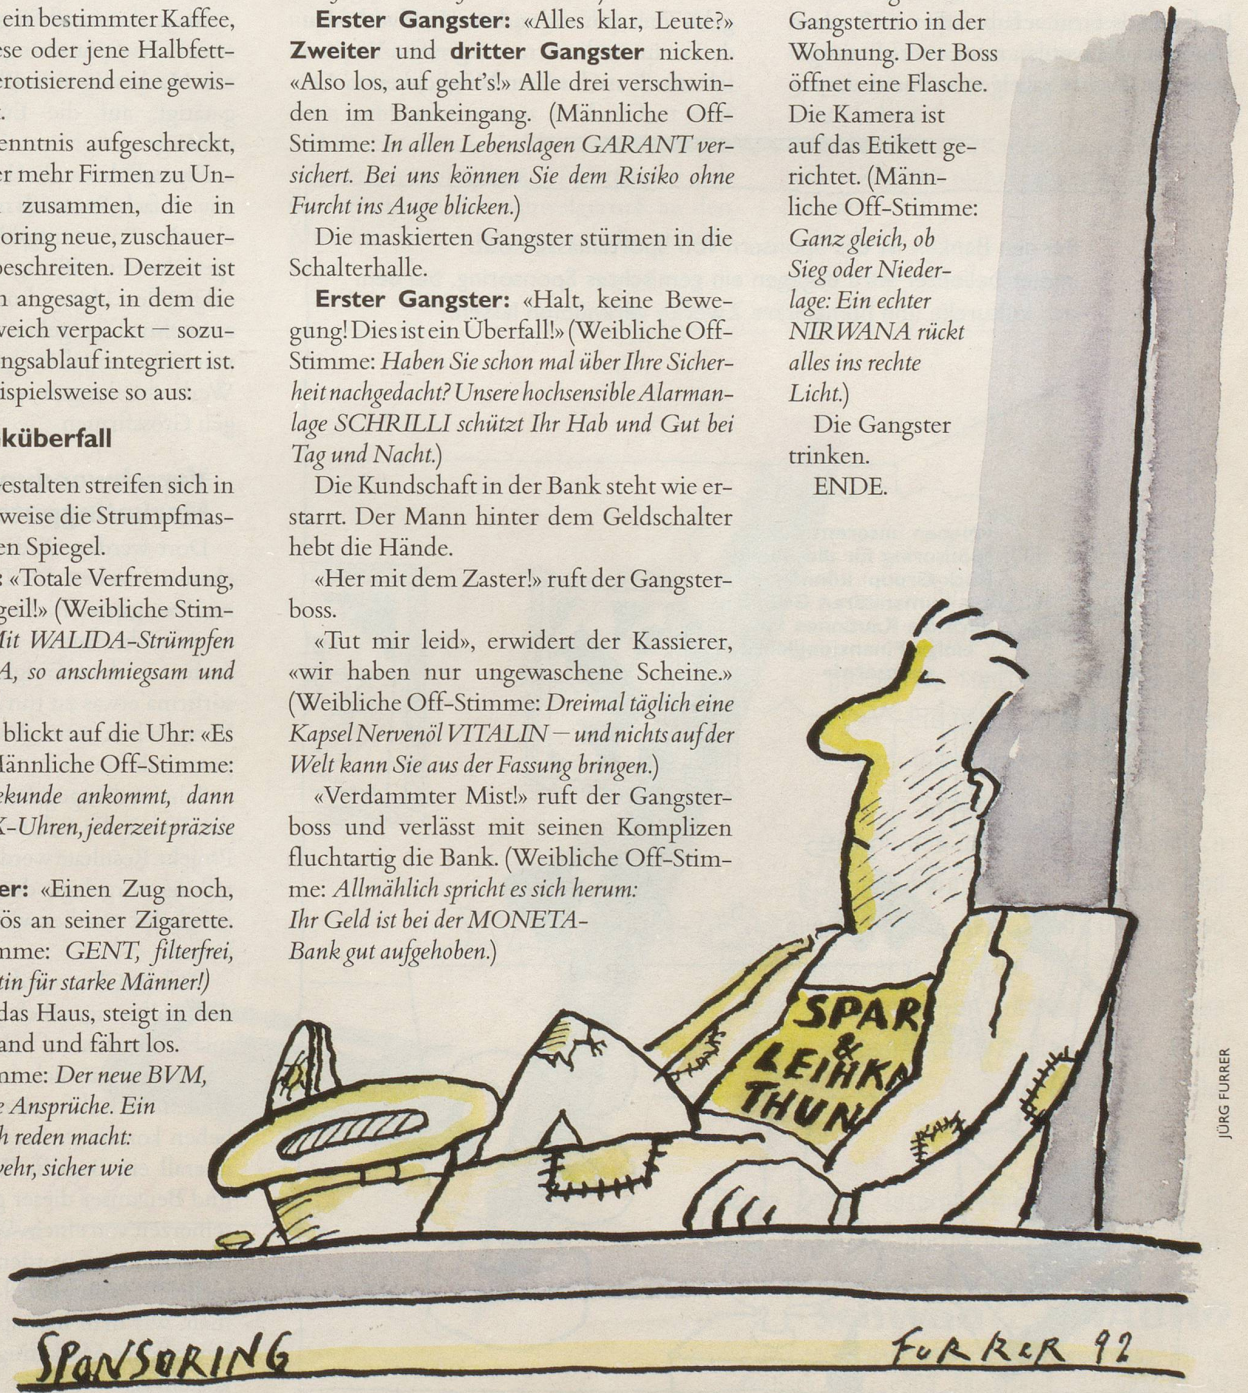 ein bestimmter Kaffee,
ese oder jene Halbfett-
erotisierend eine gewis-
enntnis aufgeschreckt,
er mehr Firmen zu Un-
zusammen, die in
oring neue, zuschauer-
beschreiten. Derzeit ist
n angesagt, in dem die
weich verpackt — sozu-
ngsablauf integriert ist.
ispielsweise so aus:
küberfall
Gestalten streifen sich in
weise die Strumpfmas-
en Spiegel.
: «Totale Verfremdung,
geil!» (Weibliche Stim-
Mit WALIDA-Strümpfen
A, so anschmiegsam und
blickt auf die Uhr: «Es
Männliche Off-Stimme:
ekunde ankommt, dann
K-Uhren, jederzeit präzise
er: «Einen Zug noch,
ös an seiner Zigarette.
mme: GENT, filterfrei,
tin für starke Männer!)
das Haus, steigt in den
and und fährt los.
mme: Der neue BVM,
e Ansprüche. Ein
h reden macht:
wehr, sicher wie
Erster Gangster: «Alles klar, Leute?»
Zweiter und dritter Gangster nicken.
«Also los, auf geht's!» Alle drei verschwin-
den im Bankeingang. (Männliche Off-
Stimme: In allen Lebenslagen GARANT ver-
sichert. Bei uns können Sie dem Risiko ohne
Furcht ins Auge blicken.)
Die maskierten Gangster stürmen in die
Schalterhalle.
Erster Gangster: «Halt, keine Bewe-
gung! Dies ist ein Überfall!» (Weibliche Off-
Stimme: Haben Sie schon mal über Ihre Sicher-
heit nachgedacht? Unsere hochsensible Alarman-
lage SCHRILLI schützt Ihr Hab und Gut bei
Tag und Nacht.)
Die Kundschaft in der Bank steht wie er-
starrt. Der Mann hinter dem Geldschalter
hebt die Hände.
«Her mit dem Zaster!» ruft der Gangster-
boss.
«Tut mir leid», erwidert der Kassierer,
«wir haben nur ungewaschene Scheine.»
(Weibliche Off-Stimme: Dreimal täglich eine
Kapsel Nervenöl VITALIN — und nichts auf der
Welt kann Sie aus der Fassung bringen.)
«Verdammter Mist!» ruft der Gangster-
boss und verlässt mit seinen Komplizen
fluchtartig die Bank. (Weibliche Off-Stim-
me: Allmählich spricht es sich herum:
Ihr Geld ist bei der MONETA-
Bank gut aufgehoben.)
Gangstertrio in der
Wohnung. Der Boss
öffnet eine Flasche.
Die Kamera ist
auf das Etikett ge-
richtet. (Männ-
liche Off-Stimme:
Ganz gleich, ob
Sieg oder Nieder-
lage: Ein echter
NIRWANA rückt
alles ins rechte
Licht.)
Die Gangster
trinken.
ENDE.
SPAR
&
LEIHKA
THUN
JÜRG FURRER
SPONSORING
FURRER 92